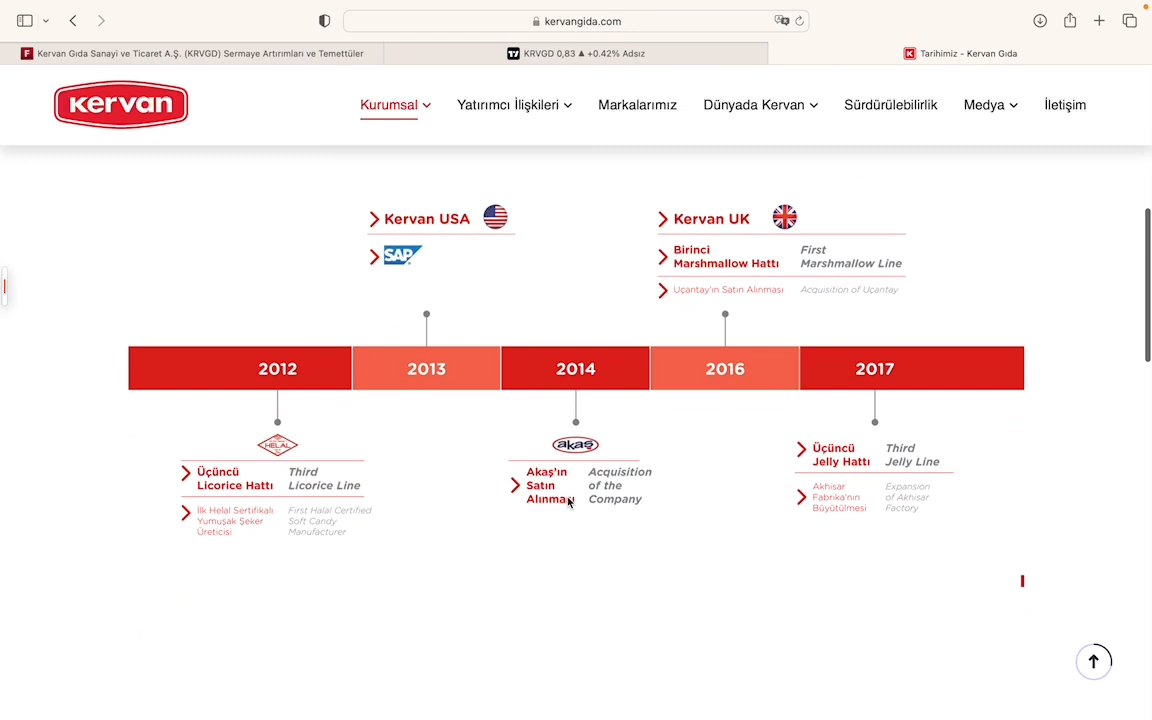 kervangida.com
F Kervan Gıda Sanayi ve Ticaret A.Ş. (KRVGD) Sermaye Artırımları ve Temettüler
KRVGD 0,83 ▲ +0.42% Adsız
K Tarihimiz - Kervan Gıda
Kervan
Kurumsal
Yatırımcı İlişkileri
Markalarımız
Dünyada Kervan
Sürdürülebilirlik
Medya
İletişim
Kervan USA
SAP
Kervan UK
Birinci
Marshmallow Hattı
First
Marshmallow Line
Uçantay'ın Satın Alınması
Acquisition of Uçantay
2012
2013
2014
2016
2017
HELAL
Üçüncü
Licorice Hattı
Third
Licorice Line
İlk Helal Sertifikalı
Yumuşak Şeker
Üreticisi
First Halal Certified
Soft Candy
Manufacturer
akaş
Akaş'ın
Satın
Alınması
Acquisition
of the
Company
Üçüncü
Jelly Hattı
Third
Jelly Line
Akhisar
Fabrika'nın
Büyütülmesi
Expansion
of Akhisar
Factory